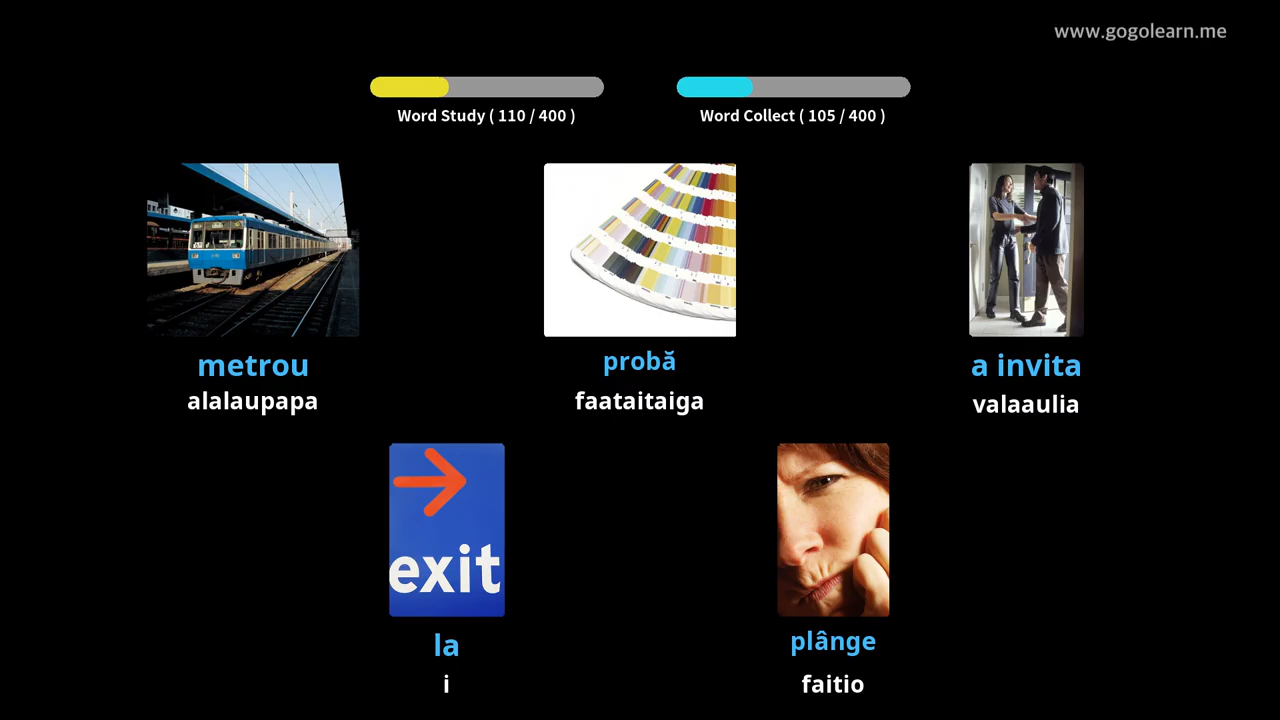 www.gogolearn.me
Word Study ( 110 / 400 )
Word Collect ( 105 / 400 )
metrou
alalaupapa
probă
faataitaiga
a invita
valaaulia
exit
la
i
plânge
faitio